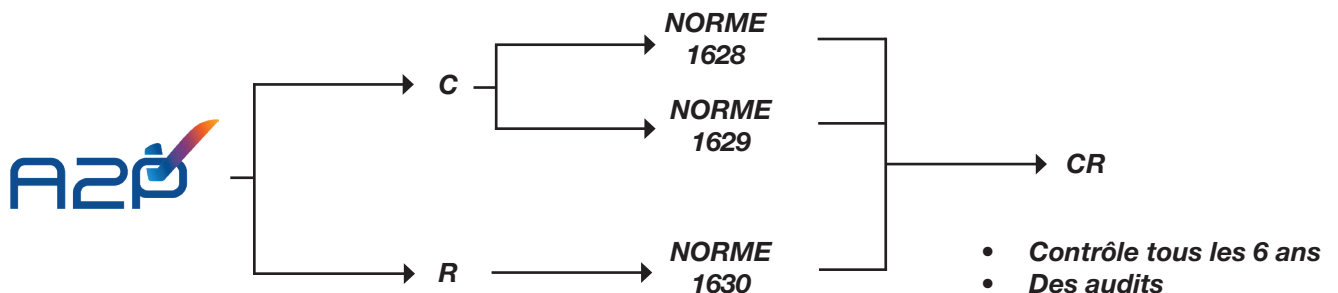 A2P
C
R
NORME
1628
NORME
1629
NORME
1630
CR
• Contrôle tous les 6 ans
• Des audits